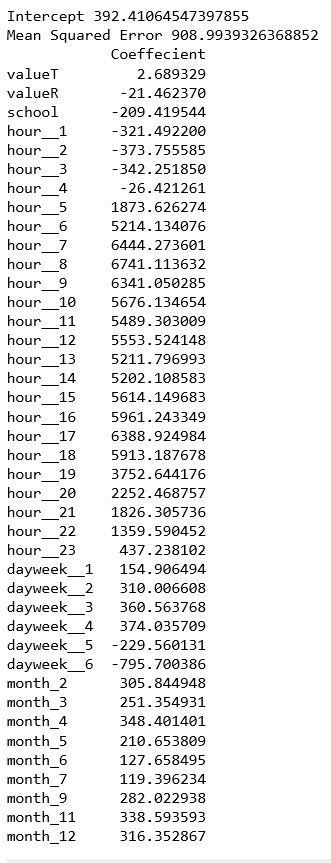 Intercept 392.41064547397855
Mean Squared Error 908.9939326368852
Coeffecient
valueT 2.689329
valueR -21.462370
school -209.419544
hour__1 -321.492200
hour__2 -373.755585
hour__3 -342.251850
hour__4 -26.421261
hour__5 1873.626274
hour__6 5214.134076
hour__7 6444.273601
hour__8 6741.113632
hour__9 6341.050285
hour__10 5676.134654
hour__11 5489.303009
hour__12 5553.524148
hour__13 5211.796993
hour__14 5202.108583
hour__15 5614.149683
hour__16 5961.243349
hour__17 6388.924984
hour__18 5913.187678
hour__19 3752.644176
hour__20 2252.468757
hour__21 1826.305736
hour__22 1359.590452
hour__23 437.238102
dayweek__1 154.906494
dayweek__2 310.006608
dayweek__3 360.563768
dayweek__4 374.035709
dayweek__5 -229.560131
dayweek__6 -795.700386
month_2 305.844948
month_3 251.354931
month_4 348.401401
month_5 210.653809
month_6 127.658495
month_7 119.396234
month_9 282.022938
month_11 338.593593
month_12 316.352867